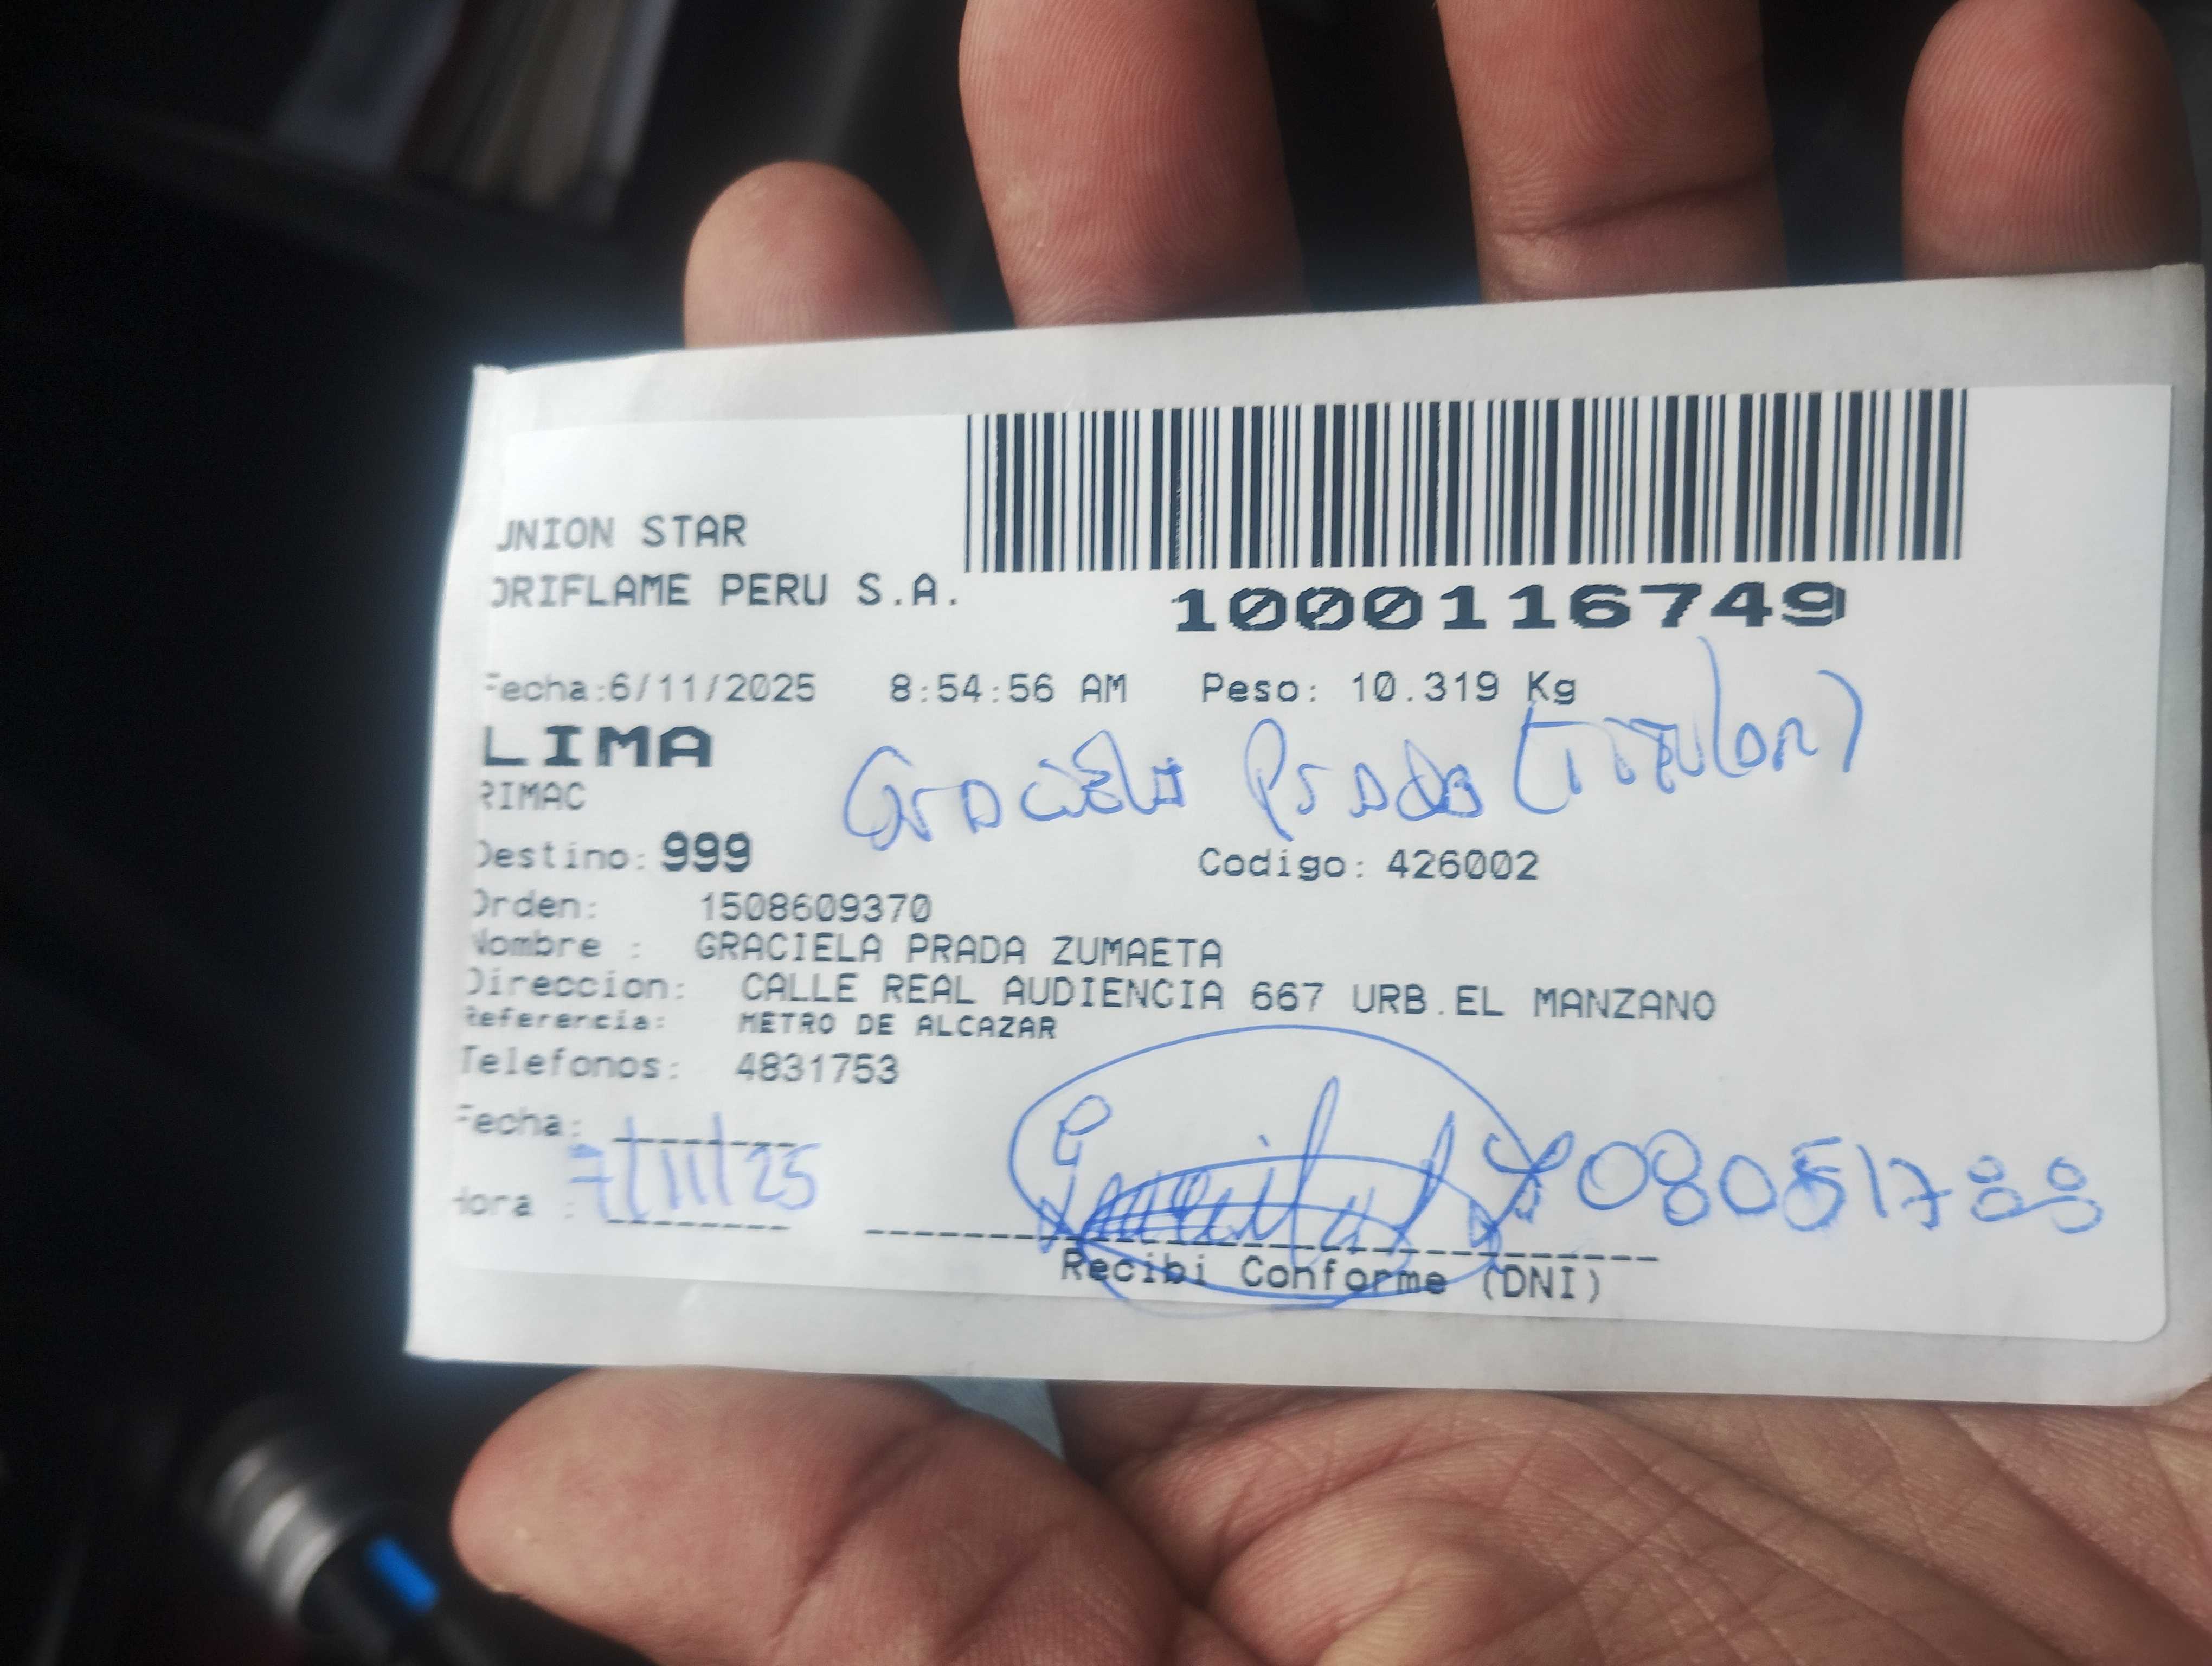 UNION STAR
ORIFLAME PERU S.A.
1000116749
Fecha:6/11/2025 8:54:56 AM Peso: 10.319 Kg
LIMA
Graciela Prada (Titular)
RIMAC
Destino: 999 Codigo: 426002
Orden: 1508609370
Nombre : GRACIELA PRADA ZUMAETA
Direccion: CALLE REAL AUDIENCIA 667 URB.EL MANZANO
Referencia: METRO DE ALCAZAR
Telefonos: 4831753
Fecha: 7/11/25
08051788
Hora :
Recibi Conforme (DNI)